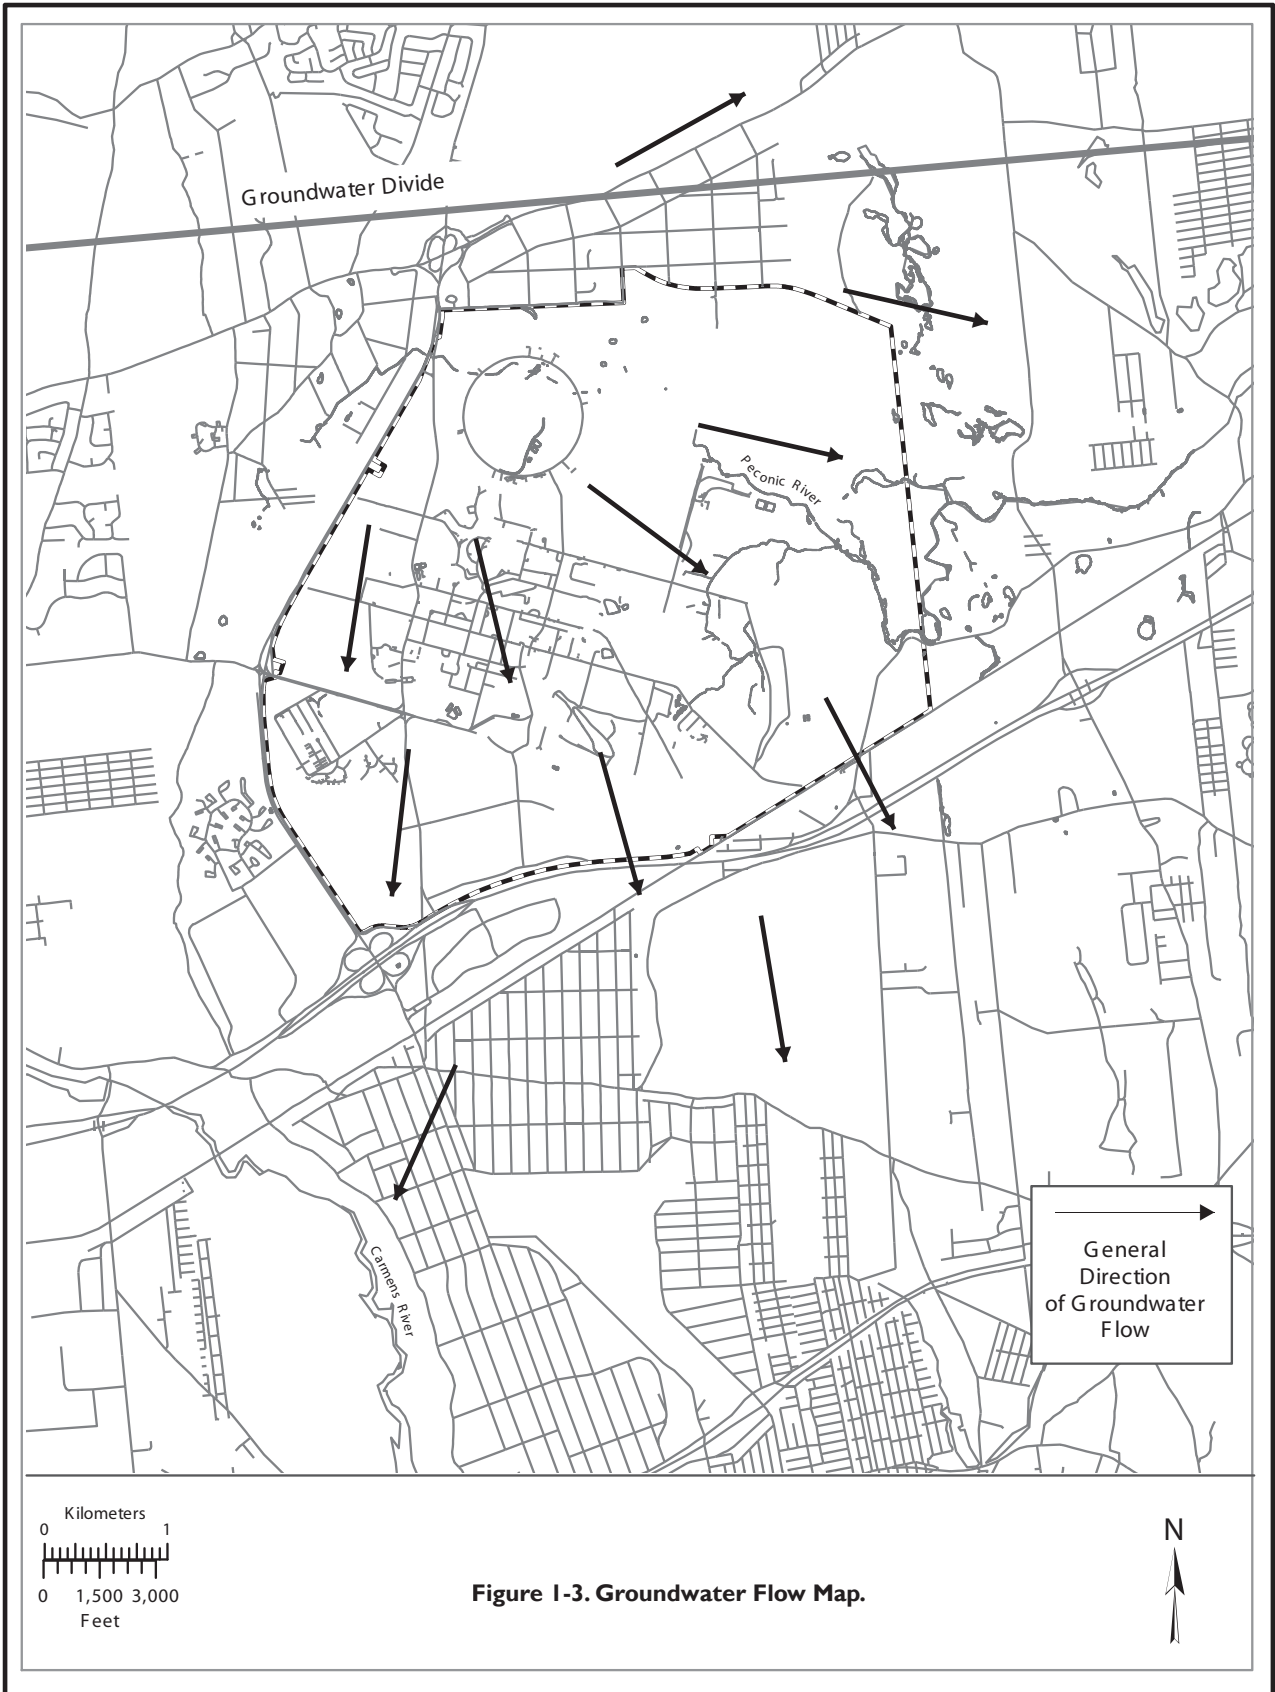 Groundwater Divide
Peconic River
Carmens River
General
Direction
of Groundwater
Flow
Kilometers
0 1
0 1,500 3,000
Feet
Figure 1-3. Groundwater Flow Map.
N